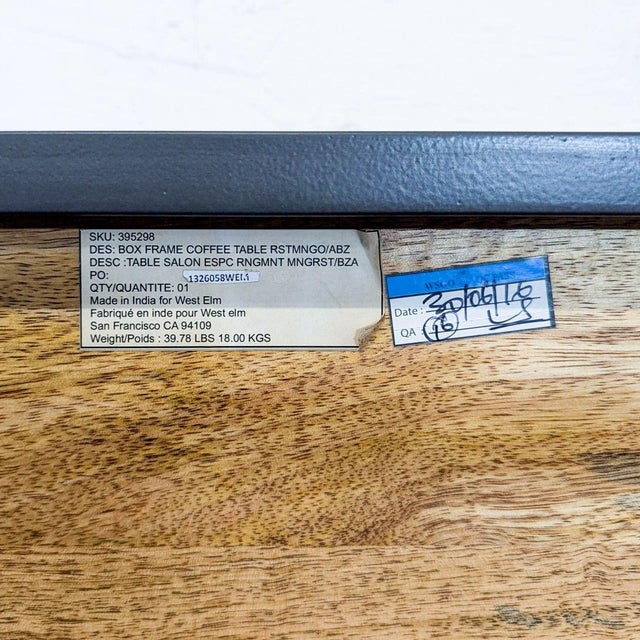 SKU: 395298
DES: BOX FRAME COFFEE TABLE RSTMNGO/ABZ
DESC :TABLE SALON ESPC RNGMNT MNGRST/BZA
PO: 1326058WELM
QTY/QUANTITE: 01
Made in India for West Elm
Fabriqué en inde pour West elm
San Francisco CA 94109
Weight/Poids : 39.78 LBS 18.00 KGS
Date : 30/06/16
QA 16